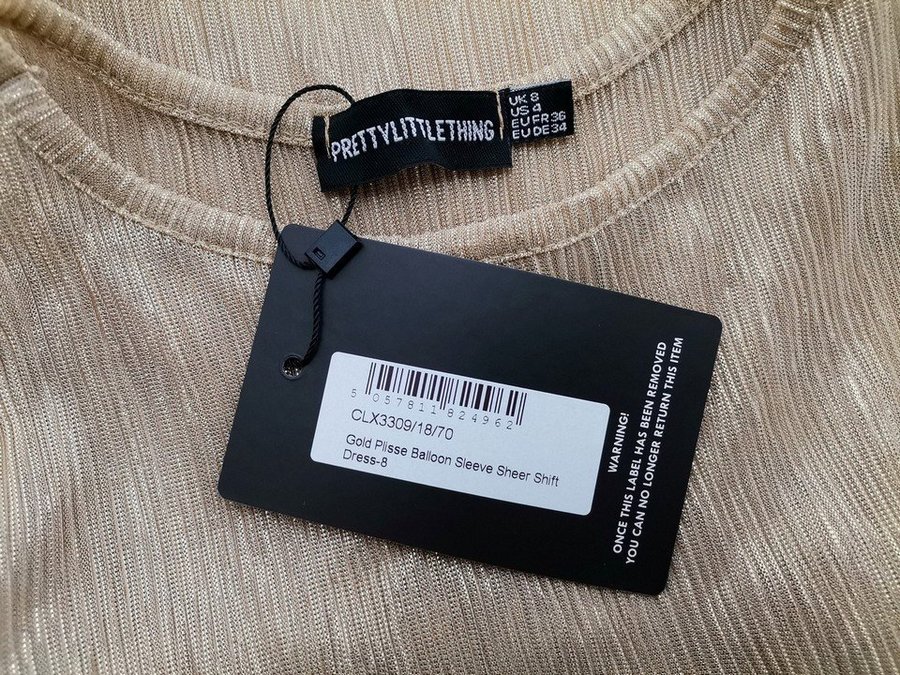 PRETTYLITTLETHING
UK 8
US 4
EU FR 36
EU DE 34
5 057811 824962
CLX3309/18/70
Gold Plisse Balloon Sleeve Sheer Shift
Dress-8
WARNING!
ONCE THIS LABEL HAS BEEN REMOVED
YOU CAN NO LONGER RETURN THIS ITEM